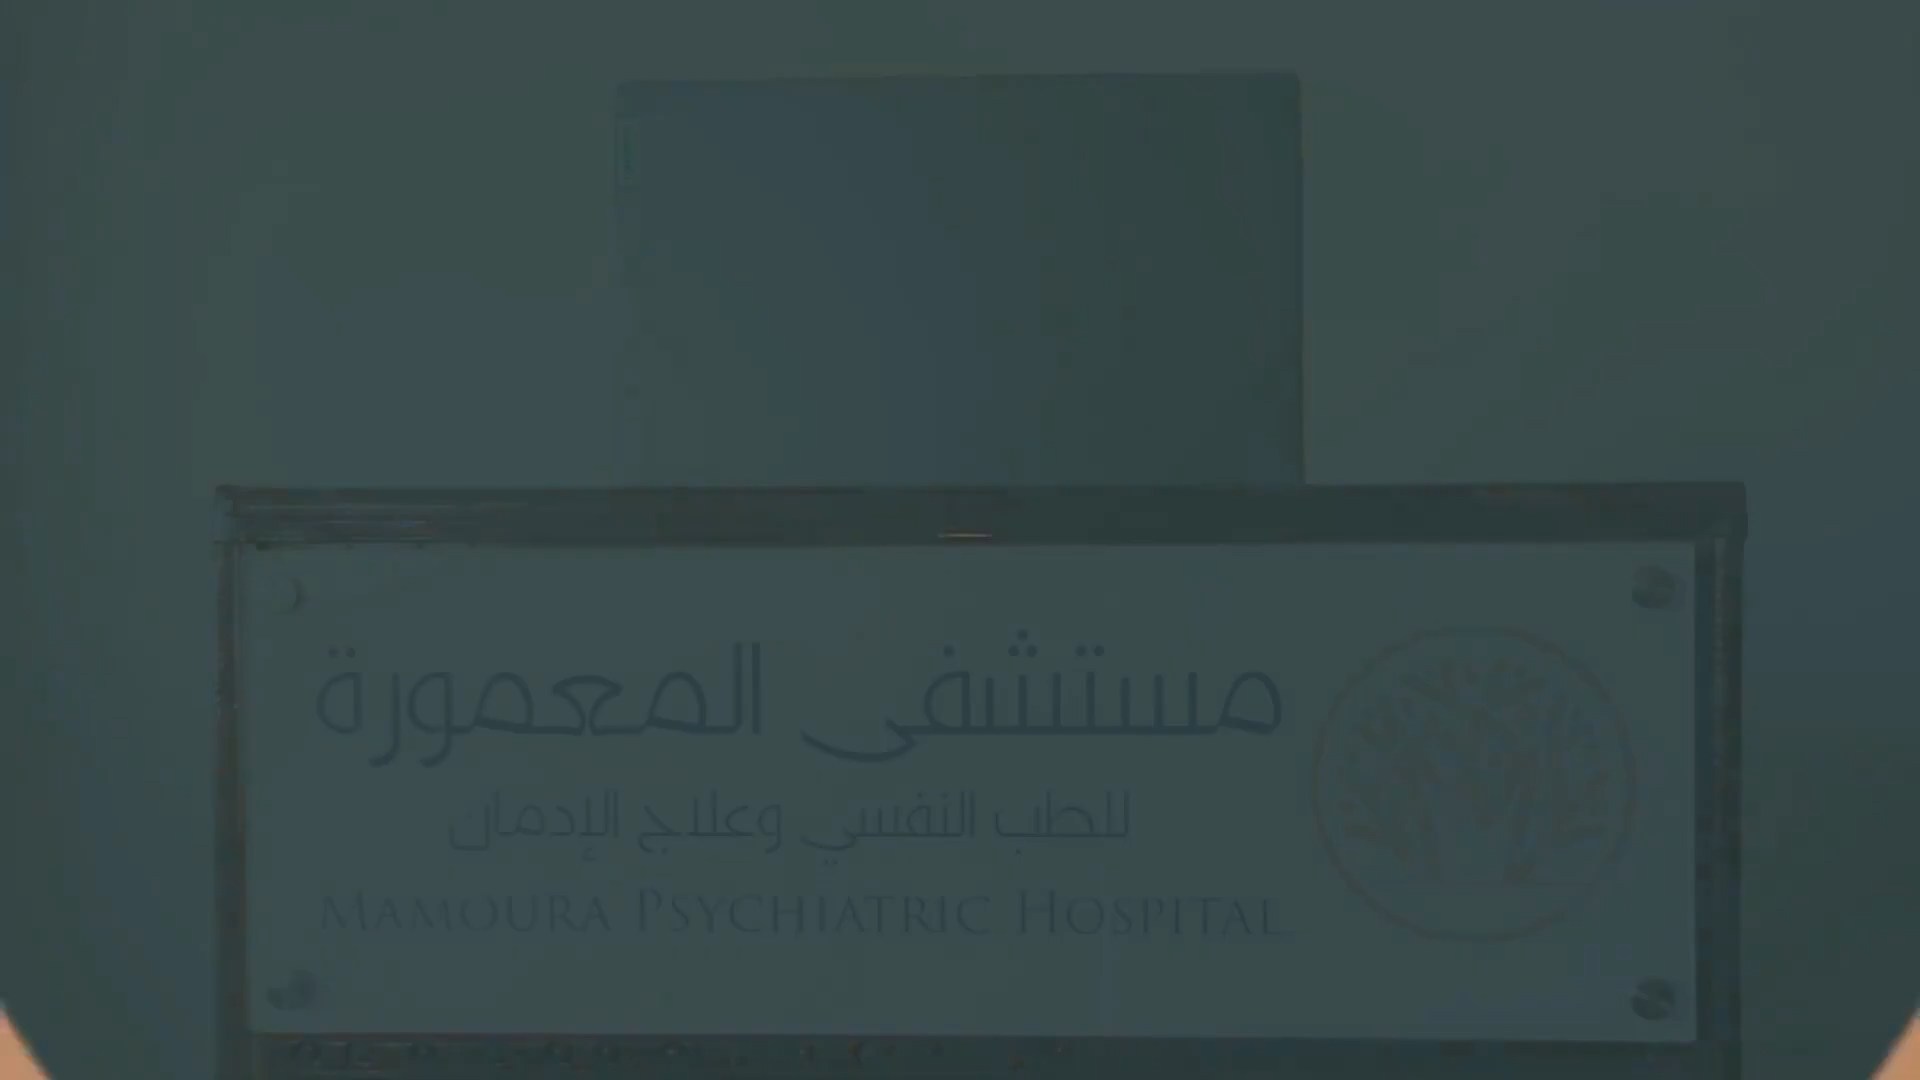 مستشفى المعمورة
للطب النفسي وعلاج الإدمان
MAMOURA PSYCHIATRIC HOSPITAL